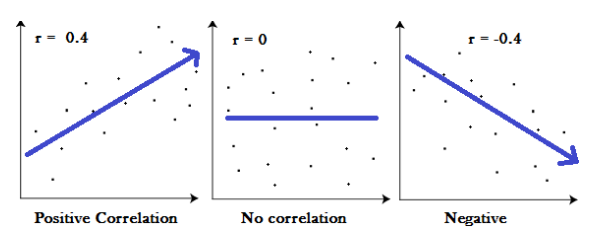 r = 0.4
r = 0
r = -0.4
Positive Correlation
No correlation
Negative